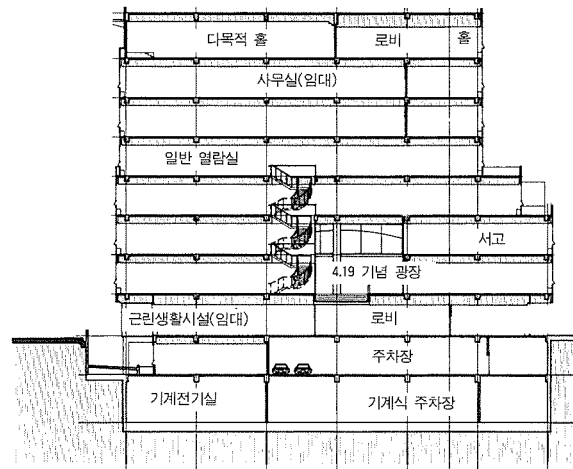 다목적 홀
로비
홀
사무실(임대)
일반 열람실
서고
4.19 기념 광장
근린생활시설(임대)
로비
주차장
기계전기실
기계식 주차장